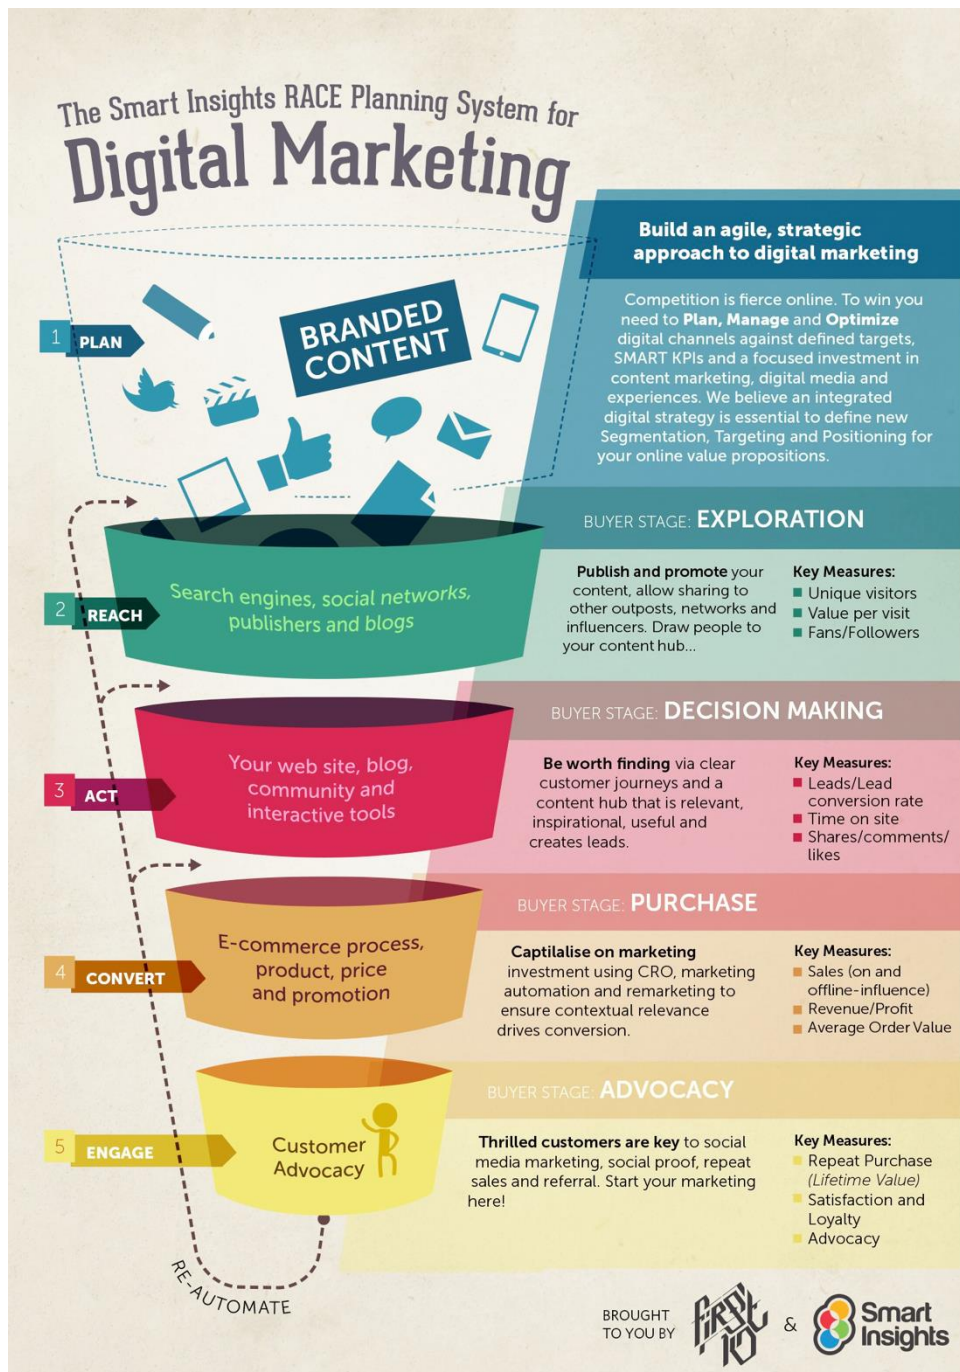 The Smart Insights RACE Planning System for
Digital Marketing
Build an agile, strategic
approach to digital marketing
Competition is fierce online. To win you
need to Plan, Manage and Optimize
digital channels against defined targets,
SMART KPIs and a focused investment in
content marketing, digital media and
experiences. We believe an integrated
digital strategy is essential to define new
Segmentation, Targeting and Positioning for
your online value propositions.
1 PLAN
BRANDED
CONTENT
BUYER STAGE: EXPLORATION
2 REACH
Search engines, social networks,
publishers and blogs
Publish and promote your
content, allow sharing to
other outposts, networks and
influencers. Draw people to
your content hub...
Key Measures:
Unique visitors
Value per visit
Fans/Followers
BUYER STAGE: DECISION MAKING
3 ACT
Your web site, blog,
community and
interactive tools
Be worth finding via clear
customer journeys and a
content hub that is relevant,
inspirational, useful and
creates leads.
Key Measures:
Leads/Lead
conversion rate
Time on site
Shares/comments/
likes
BUYER STAGE: PURCHASE
4 CONVERT
E-commerce process,
product, price
and promotion
Captilalise on marketing
investment using CRO, marketing
automation and remarketing to
ensure contextual relevance
drives conversion.
Key Measures:
Sales (on and
offline-influence)
Revenue/Profit
Average Order Value
BUYER STAGE: ADVOCACY
5 ENGAGE
Customer
Advocacy
Thrilled customers are key to social
media marketing, social proof, repeat
sales and referral. Start your marketing
here!
Key Measures:
Repeat Purchase
(Lifetime Value)
Satisfaction and
Loyalty
Advocacy
RE-AUTOMATE
BROUGHT
TO YOU BY
First 10
&
Smart
Insights